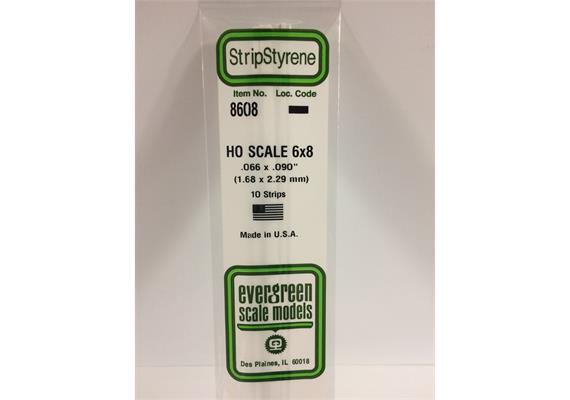 StripStyrene
Item No. Loc. Code
8608
HO SCALE 6x8
.066 x .090"
(1.68 x 2.29 mm)
10 Strips
Made in U.S.A.
evergreen
scale models
Des Plaines, IL 60018